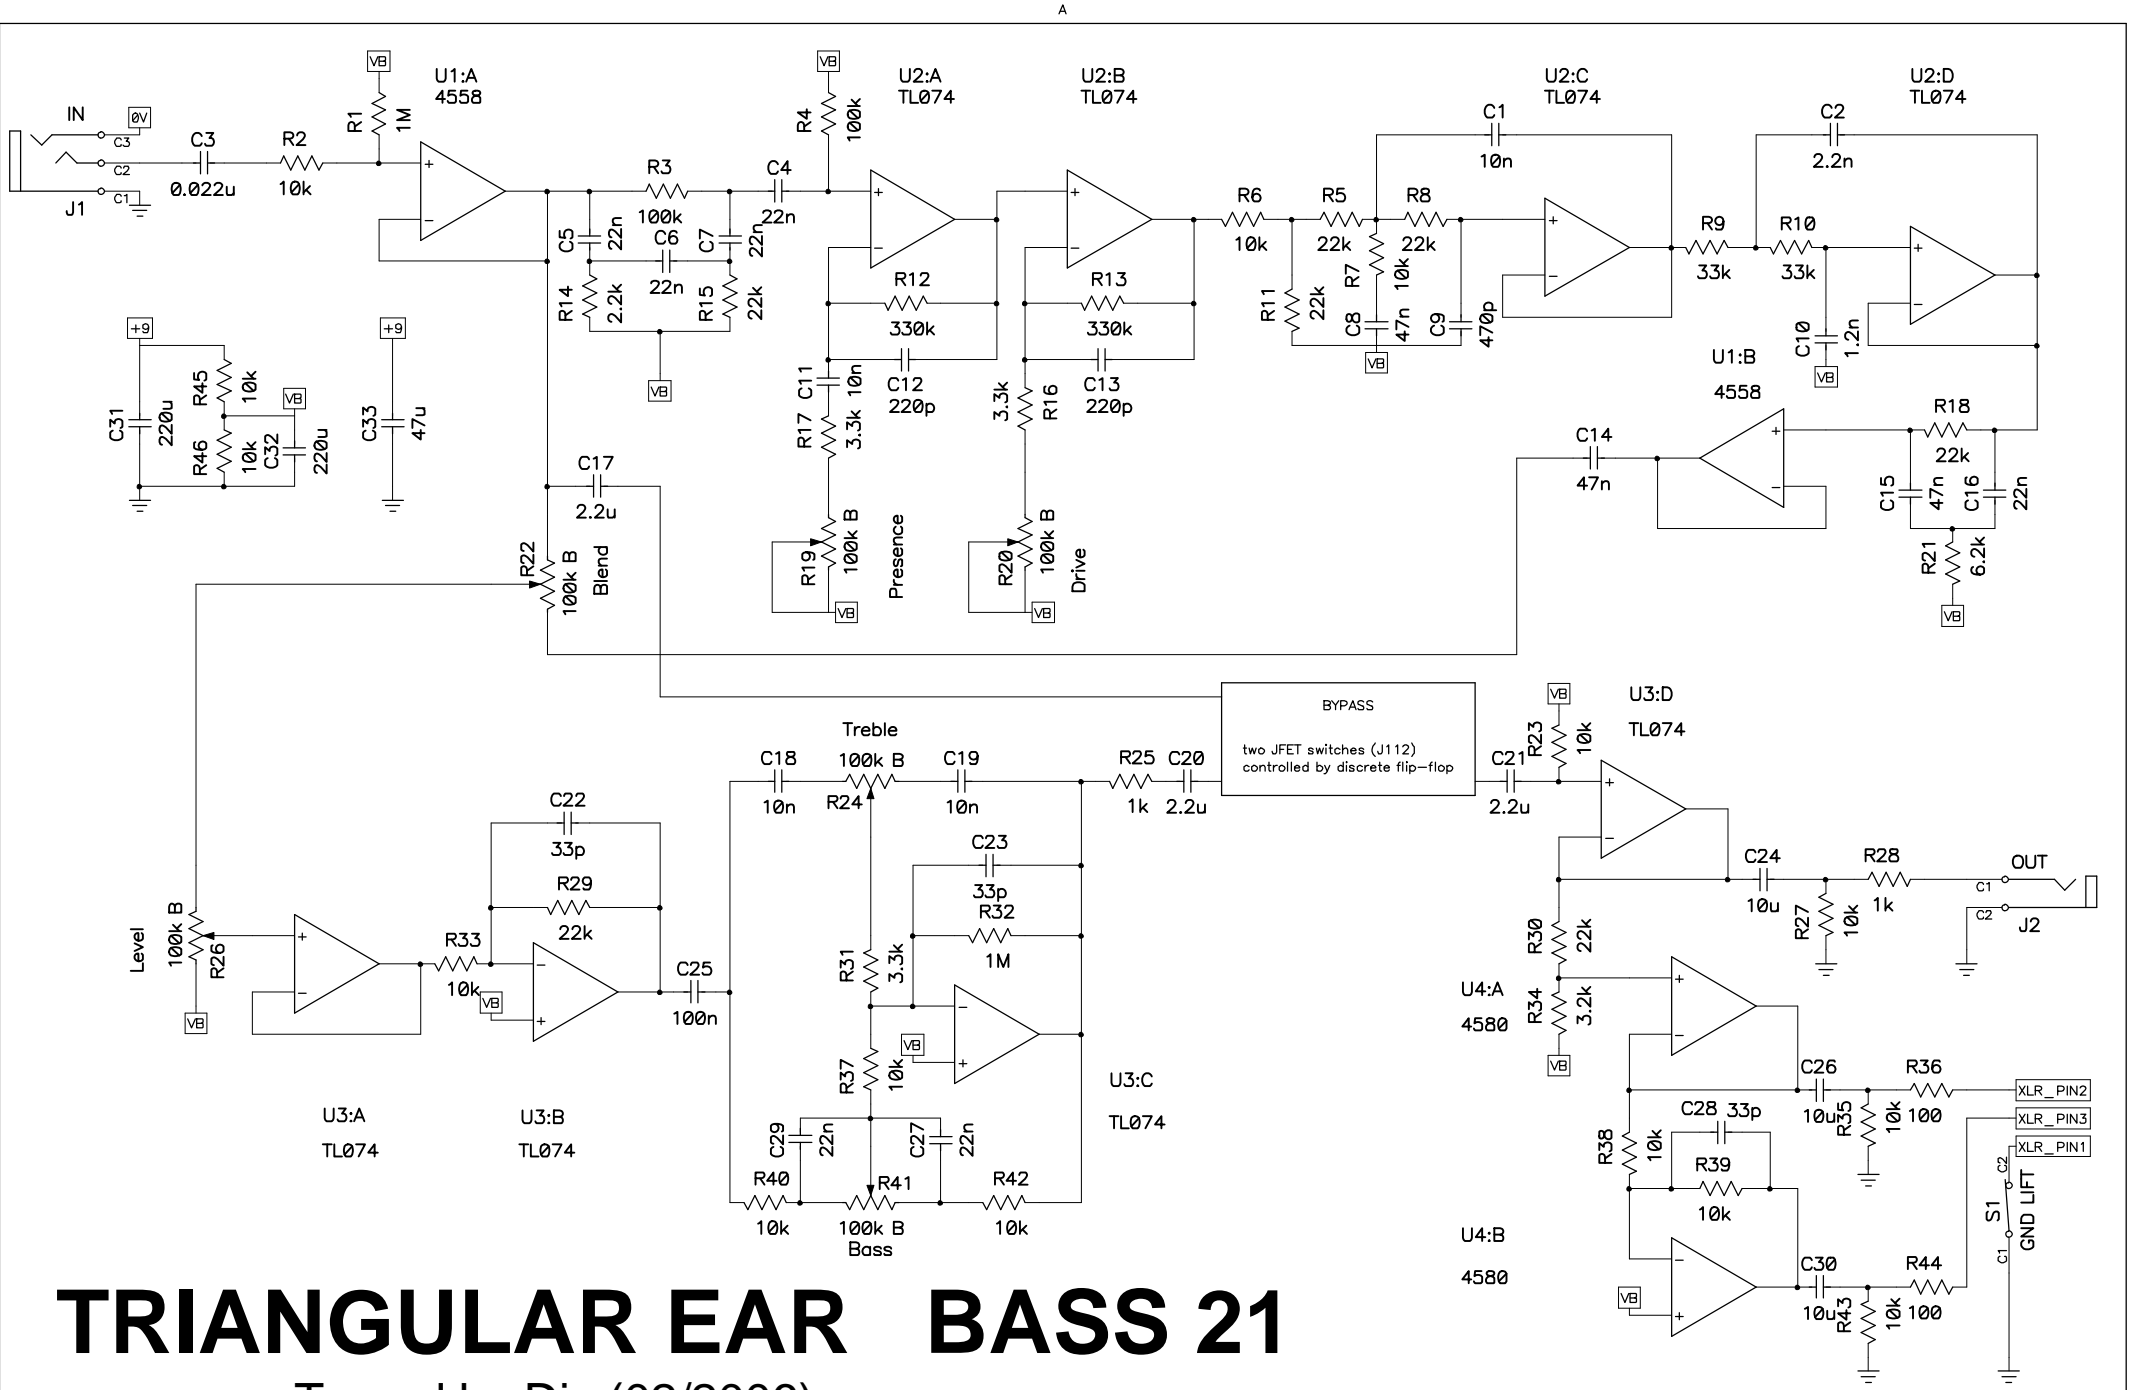 A
IN
0V
C3
C2
C1
J1
C3
0.022u
R2
10k
VB
R1
1M
U1:A
4558
+
−
R3
100k
C5
22n
C6
22n
C7
22n
C4
22n
R14
2.2k
R15
22k
VB
VB
R4
100k
U2:A
TL074
+
−
R12
330k
C12
220p
C11
10n
R17
3.3k
R19
100k B
Presence
VB
U2:B
TL074
+
−
R13
330k
C13
220p
R16
3.3k
R20
100k B
Drive
VB
R6
10k
R5
22k
R8
22k
R11
22k
R7
10k
C8
47n
C9
470p
VB
C1
10n
U2:C
TL074
+
−
R9
33k
R10
33k
C2
2.2n
U2:D
TL074
+
−
C10
1.2n
VB
U1:B
4558
+
−
R18
22k
C15
47n
C16
22n
R21
6.2k
VB
C14
47n
+9
C31
220u
R45
10k
R46
10k
VB
C32
220u
+9
C33
47u
C17
2.2u
R22
100k B
Blend
BYPASS
two JFET switches (J112)
controlled by discrete flip−flop
Level
100k B
R26
VB
+
−
U3:A
TL074
R33
10k
VB
C22
33p
R29
22k
−
+
U3:B
TL074
C25
100n
Treble
C18
10n
100k B
R24
C19
10n
R25
1k
C20
2.2u
C23
33p
R32
1M
R31
3.3k
R37
10k
VB
−
+
U3:C
TL074
C29
22n
C27
22n
R40
10k
R41
100k B
Bass
R42
10k
C21
2.2u
VB
R23
10k
U3:D
TL074
+
−
C24
10u
R27
10k
R28
1k
OUT
C1
C2
J2
R30
22k
R34
3.2k
VB
U4:A
4580
+
−
C26
10u
R35
10k
R36
100
XLR_PIN2
XLR_PIN3
XLR_PIN1
R38
10k
C28
33p
R39
10k
U4:B
4580
−
+
VB
C30
10u
R43
10k
R44
100
C2
S1
C1
GND LIFT
TRIANGULAR EAR BASS 21